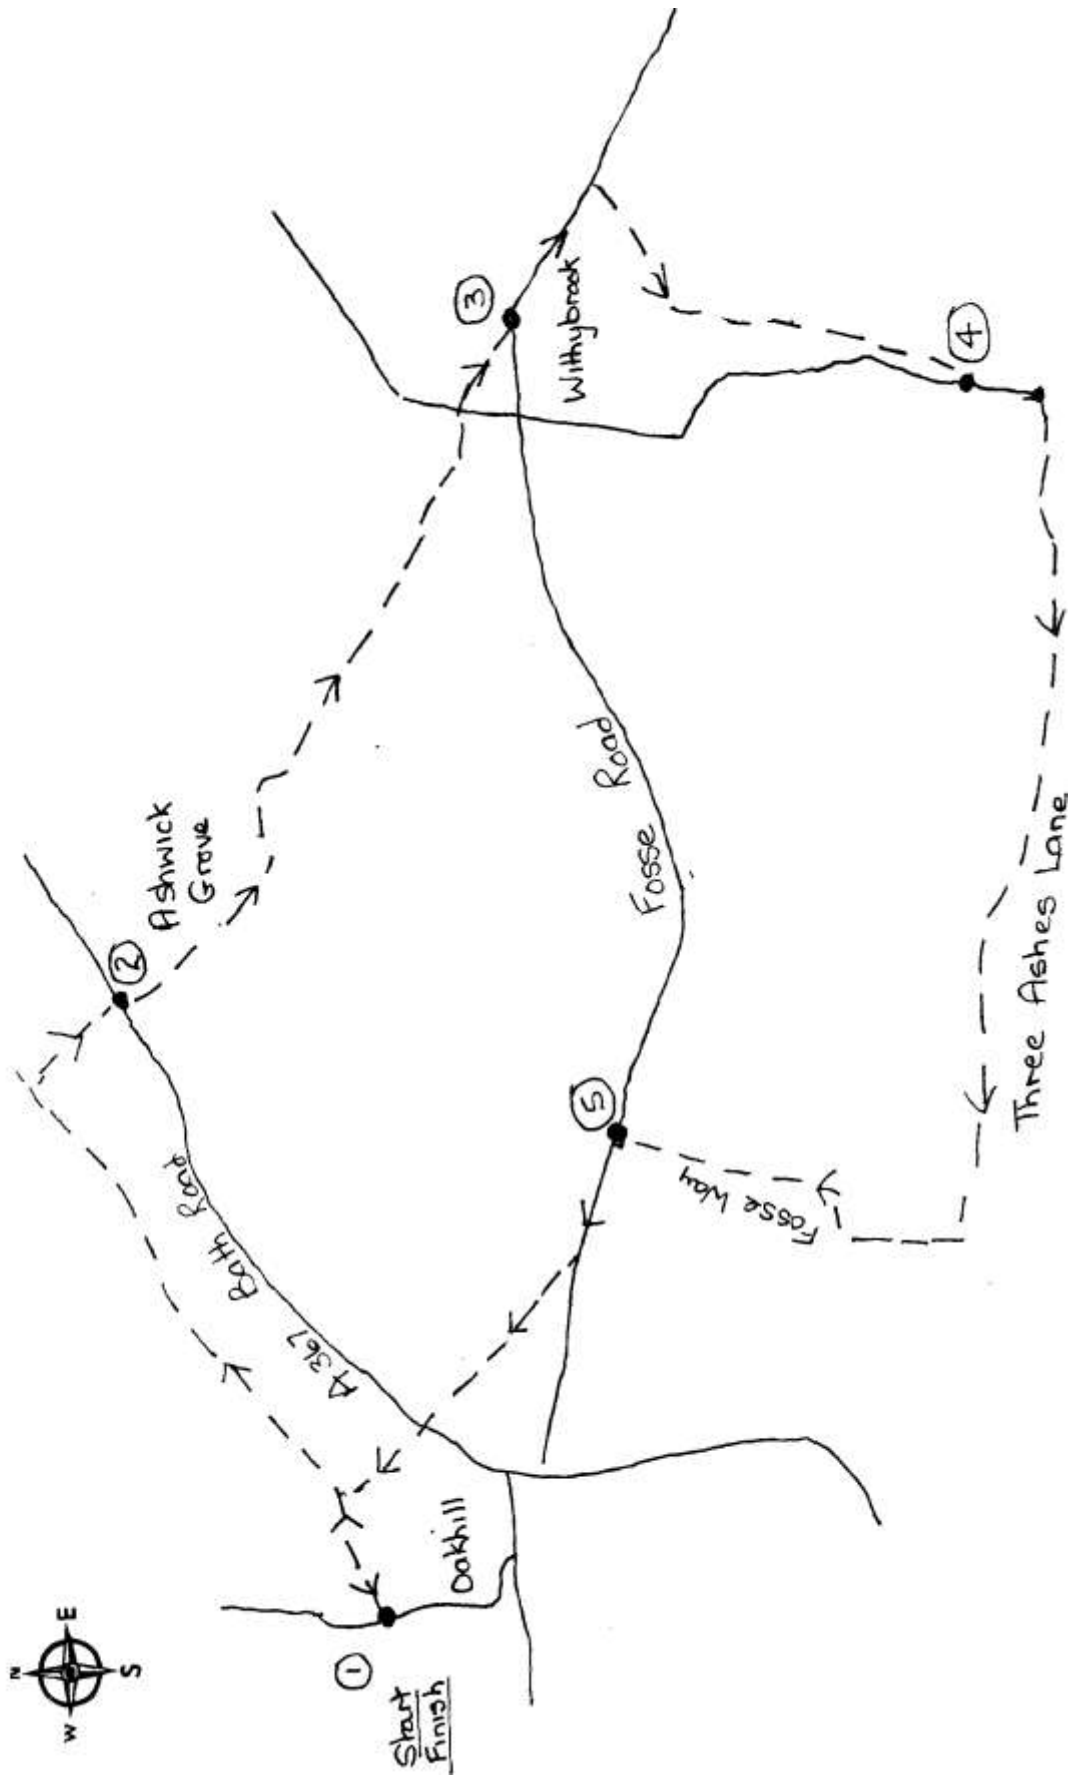 N
W
E
S
①
Start
Finish
Oakhill
A367
Bath Road
②
Ashwick
Grove
③
Withybrook
Fosse
Road
⑤
Fosse Way
④
Three Ashes Lane